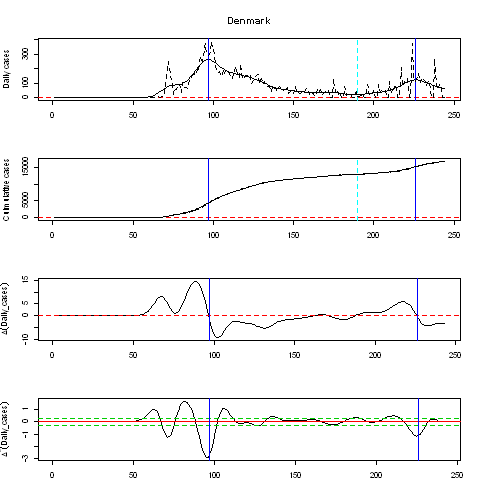 Denmark
Daily cases
0 100 300
0 50 100 150 200 250
Cumulative cases
0 5000 15000
0 50 100 150 200 250
Δ(Daily_cases)
-10 0 5 15
0 50 100 150 200 250
Δ²(Daily_cases)
-3 -1 1
0 50 100 150 200 250